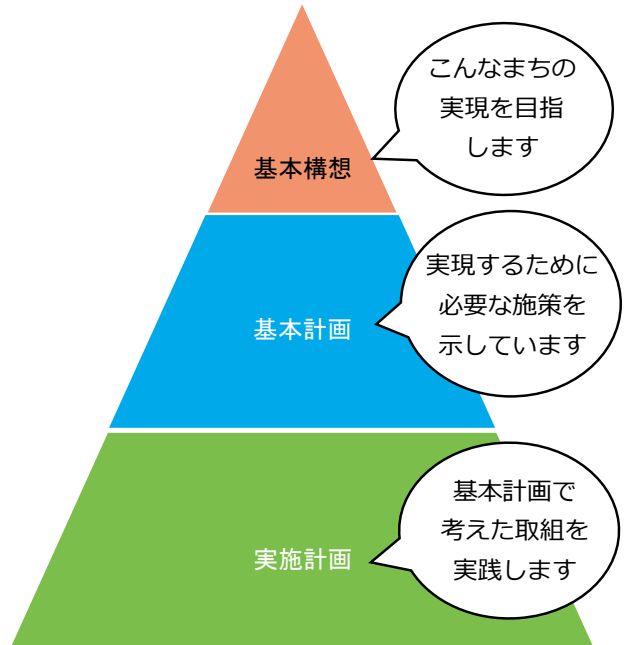 こんなまちの
実現を目指
します
基本構想
実現するために
必要な施策を
示しています
基本計画
基本計画で
考えた取組を
実践します
実施計画